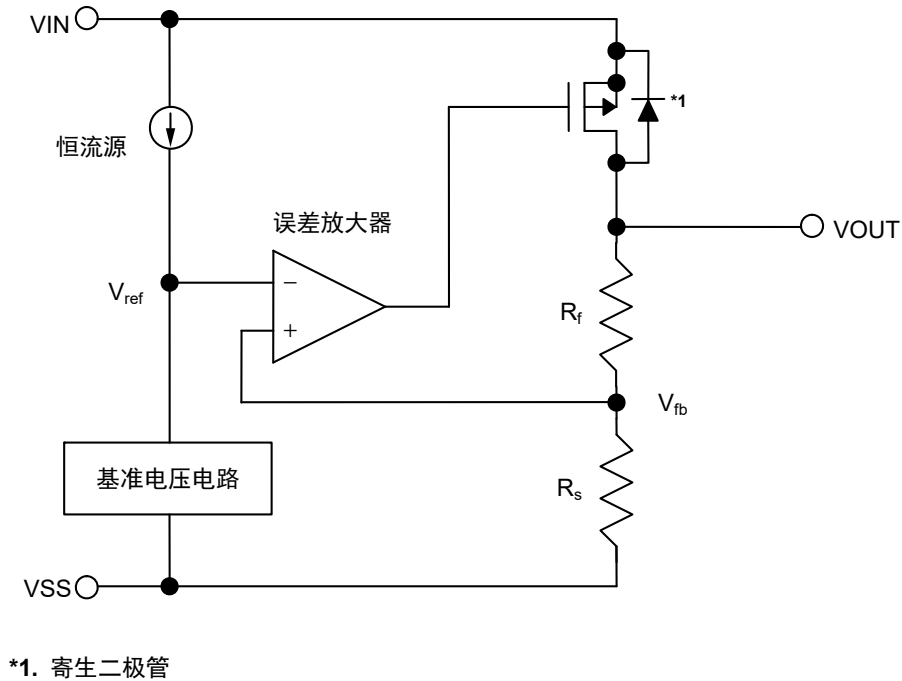 VIN
*1
恒流源
误差放大器
VOUT
Vref
−
+
Rf
Vfb
基准电压电路
Rs
VSS
*1. 寄生二极管